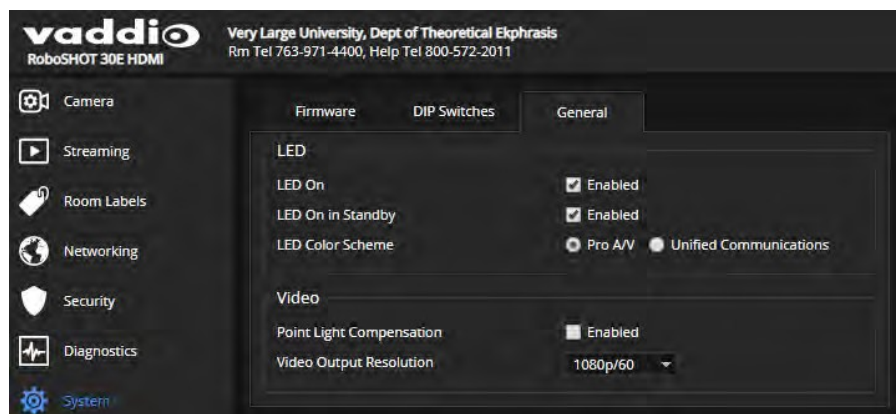 vaddio
RoboSHOT 30E HDMI
Very Large University, Dept of Theoretical Ekphrasis
Rm Tel 763-971-4400, Help Tel 800-572-2011
Camera
Streaming
Room Labels
Networking
Security
Diagnostics
System
Firmware DIP Switches General
LED
LED On Enabled
LED On in Standby Enabled
LED Color Scheme Pro A/V Unified Communications
Video
Point Light Compensation Enabled
Video Output Resolution 1080p/60